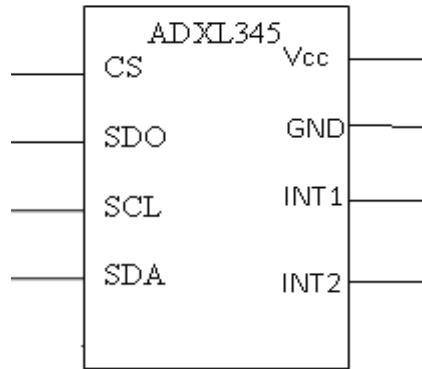 ADXL345
CS
Vcc
SDO
GND
SCL
INT1
SDA
INT2